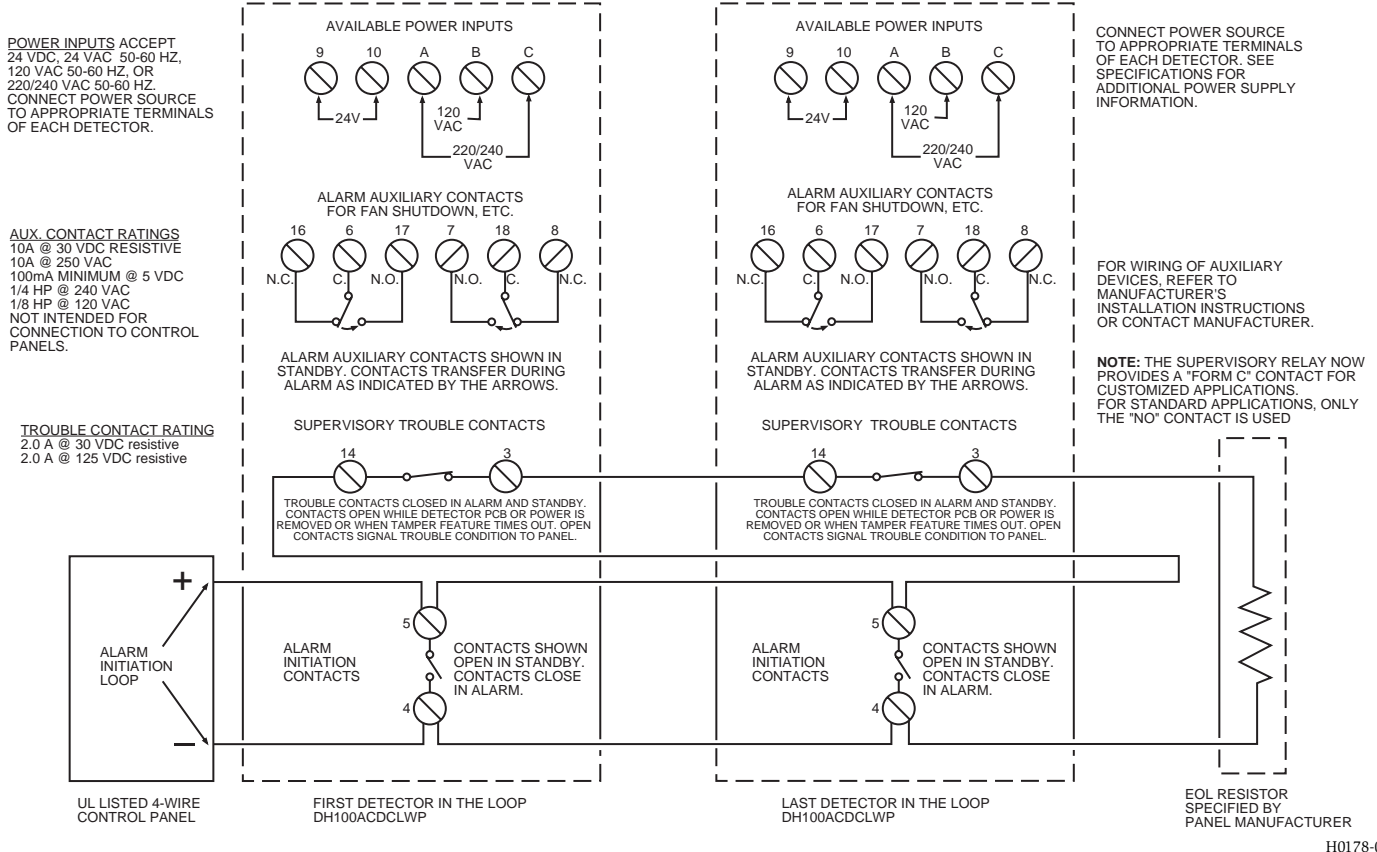 POWER INPUTS ACCEPT
24 VDC, 24 VAC 50-60 HZ,
120 VAC 50-60 HZ, OR
220/240 VAC 50-60 HZ.
CONNECT POWER SOURCE
TO APPROPRIATE TERMINALS
OF EACH DETECTOR.
AVAILABLE POWER INPUTS
9 10 A B C
24V
120
VAC
220/240
VAC
AVAILABLE POWER INPUTS
9 10 A B C
24V
120
VAC
220/240
VAC
CONNECT POWER SOURCE
TO APPROPRIATE TERMINALS
OF EACH DETECTOR. SEE
SPECIFICATIONS FOR
ADDITIONAL POWER SUPPLY
INFORMATION.
AUX. CONTACT RATINGS
10A @ 30 VDC RESISTIVE
10A @ 250 VAC
100mA MINIMUM @ 5 VDC
1/4 HP @ 240 VAC
1/8 HP @ 120 VAC
NOT INTENDED FOR
CONNECTION TO CONTROL
PANELS.
ALARM AUXILIARY CONTACTS
FOR FAN SHUTDOWN, ETC.
16 6 17 7 18 8
N.C. C. N.O. N.O. C. N.C.
ALARM AUXILIARY CONTACTS SHOWN IN
STANDBY. CONTACTS TRANSFER DURING
ALARM AS INDICATED BY THE ARROWS.
ALARM AUXILIARY CONTACTS
FOR FAN SHUTDOWN, ETC.
16 6 17 7 18 8
N.C. C. N.O. N.O. C. N.C.
ALARM AUXILIARY CONTACTS SHOWN IN
STANDBY. CONTACTS TRANSFER DURING
ALARM AS INDICATED BY THE ARROWS.
FOR WIRING OF AUXILIARY
DEVICES, REFER TO
MANUFACTURER'S
INSTALLATION INSTRUCTIONS
OR CONTACT MANUFACTURER.
NOTE: THE SUPERVISORY RELAY NOW
PROVIDES A "FORM C" CONTACT FOR
CUSTOMIZED APPLICATIONS.
FOR STANDARD APPLICATIONS, ONLY
THE "NO" CONTACT IS USED
TROUBLE CONTACT RATING
2.0 A @ 30 VDC resistive
2.0 A @ 125 VDC resistive
SUPERVISORY TROUBLE CONTACTS
14 3
TROUBLE CONTACTS CLOSED IN ALARM AND STANDBY.
CONTACTS OPEN WHILE DETECTOR PCB OR POWER IS
REMOVED OR WHEN TAMPER FEATURE TIMES OUT. OPEN
CONTACTS SIGNAL TROUBLE CONDITION TO PANEL.
SUPERVISORY TROUBLE CONTACTS
14 3
TROUBLE CONTACTS CLOSED IN ALARM AND STANDBY.
CONTACTS OPEN WHILE DETECTOR PCB OR POWER IS
REMOVED OR WHEN TAMPER FEATURE TIMES OUT. OPEN
CONTACTS SIGNAL TROUBLE CONDITION TO PANEL.
+
ALARM
INITIATION
LOOP
–
UL LISTED 4-WIRE
CONTROL PANEL
ALARM
INITIATION
CONTACTS
5
4
CONTACTS SHOWN
OPEN IN STANDBY.
CONTACTS CLOSE
IN ALARM.
FIRST DETECTOR IN THE LOOP
DH100ACDCLWP
ALARM
INITIATION
CONTACTS
5
4
CONTACTS SHOWN
OPEN IN STANDBY.
CONTACTS CLOSE
IN ALARM.
LAST DETECTOR IN THE LOOP
DH100ACDCLWP
EOL RESISTOR
SPECIFIED BY
PANEL MANUFACTURER